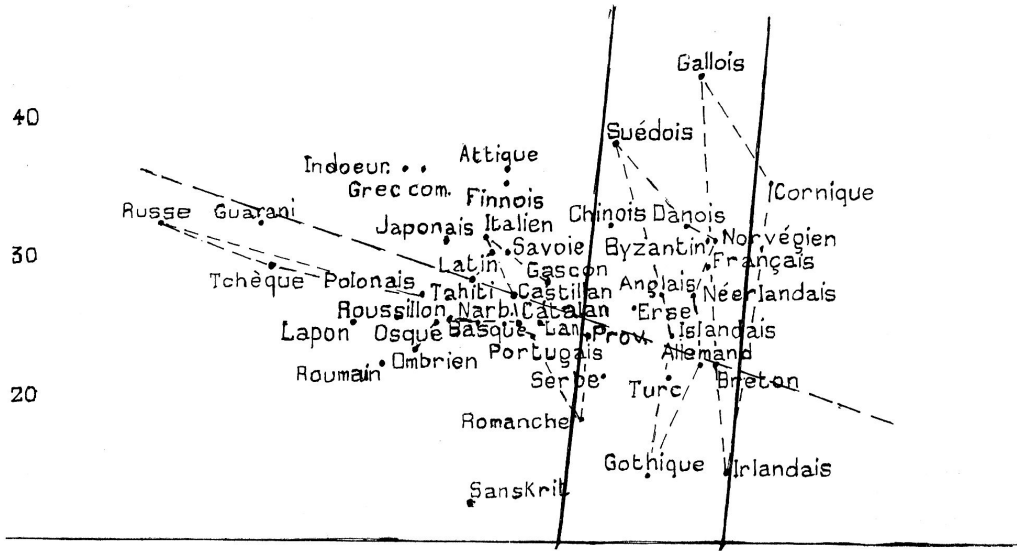 Gallois
40
Suédois
Indoeur. Attique
Grec com. Finnois
Cornique
Russe Guarani
Japonais Italien
Chinois Danois
30
Savoie
Byzantin Norvégien
Latin Gascon
Français
Tchèque Polonais
Tahiti Castillan
Anglais Néerlandais
Roussillon Narb. Catalan
Erse
Lapon Osque Basque Lan. Prov.
Islandais
Ombrien Portugais
Allemand
Roumain
Serbe
Turc Breton
20
Romanche
Gothique Irlandais
Sanskrit